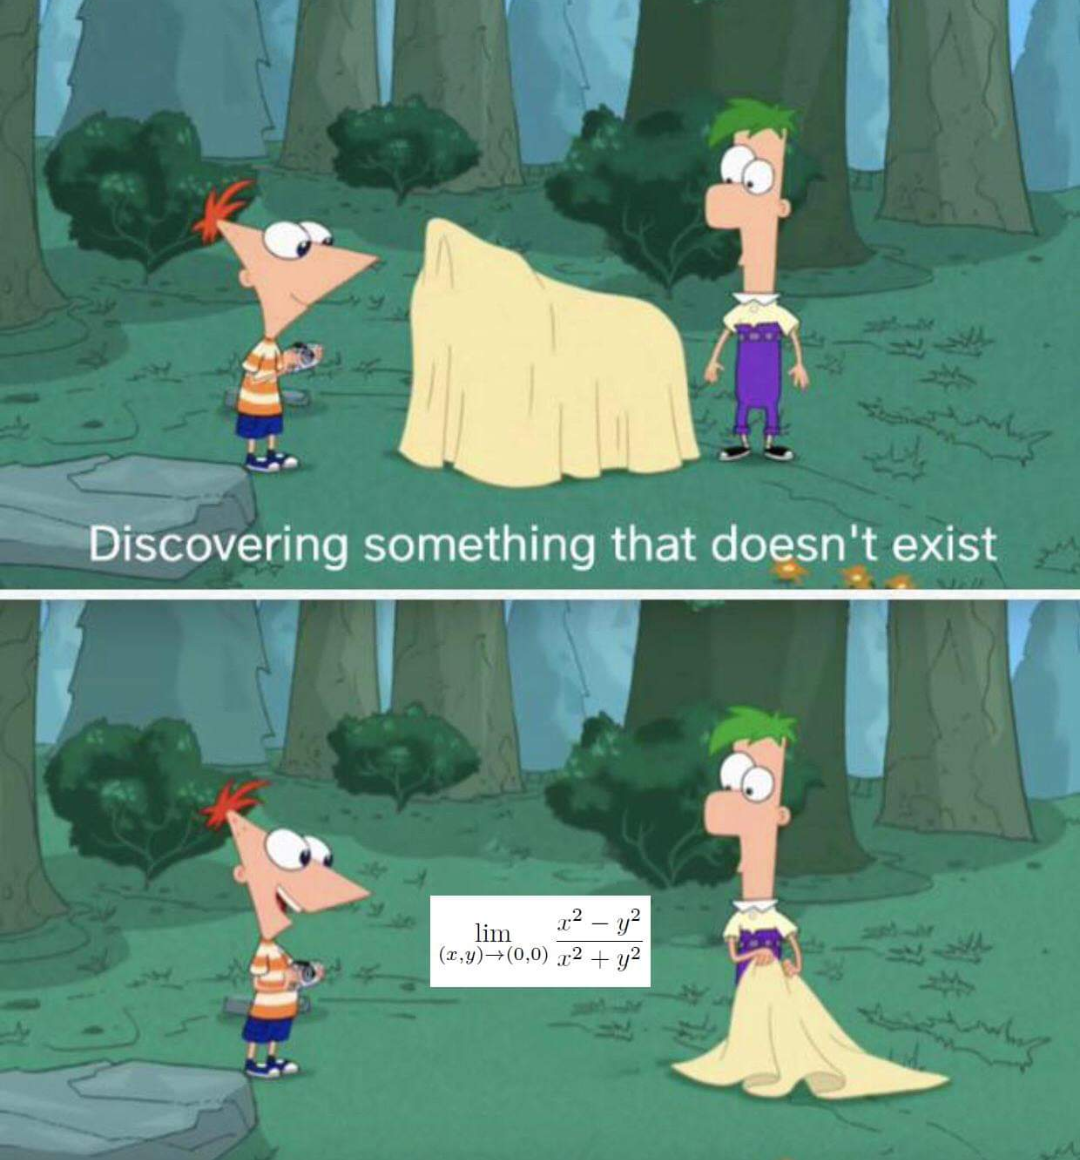 Discovering something that doesn't exist
lim (x,y)→(0,0) x² − y² / x² + y²